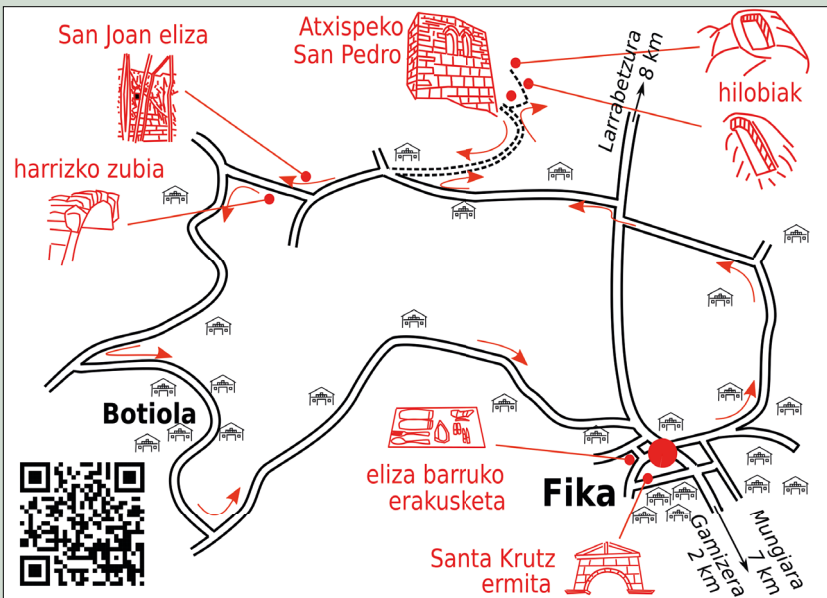 San Joan eliza
Atxispeko
San Pedro
Larrabetzura
8 km
hilobiak
harrizko zubia
Botiola
eliza barruko
erakusketa
Fika
Santa Krutz
ermita
Gamizera
2 km
Mungiara
7 km